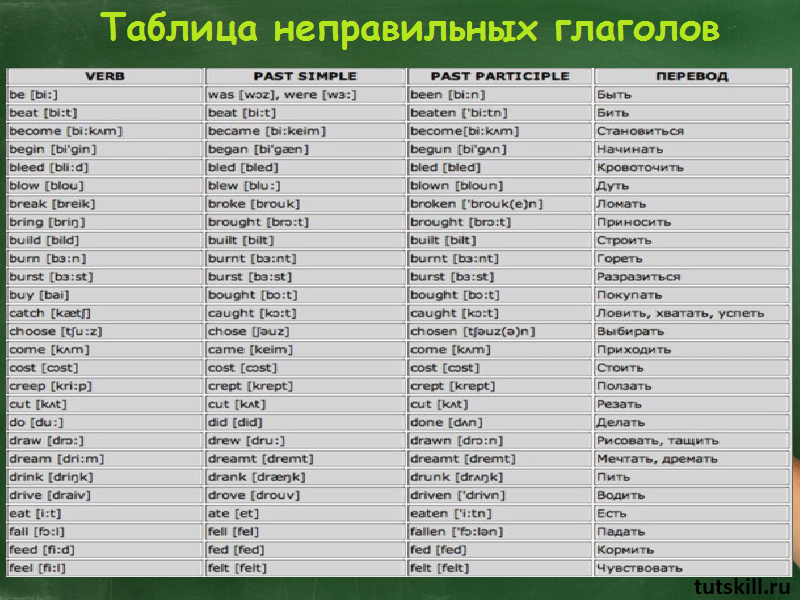 Таблица неправильных глаголов
VERB PAST SIMPLE PAST PARTICIPLE ПЕРЕВОД
be [bi:] was [wɔz], were [wɜ:] been [bi:n] Быть
beat [bi:t] beat [bi:t] beaten ['bi:tn] Бить
become [bi:kʌm] became [bi:keim] become[bi:kʌm] Становиться
begin [bi'gin] began [bi'gæn] begun [bi'gʌn] Начинать
bleed [bli:d] bled [bled] bled [bled] Кровоточить
blow [blou] blew [blu:] blown [bloun] Дуть
break [breik] broke [brouk] broken ['brouk(e)n] Ломать
bring [briŋ] brought [brɔ:t] brought [brɔ:t] Приносить
build [bild] built [bilt] built [bilt] Строить
burn [bɜ:n] burnt [bɜ:nt] burnt [bɜ:nt] Гореть
burst [bɜ:st] burst [bɜ:st] burst [bɜ:st] Разразиться
buy [bai] bought [bɔ:t] bought [bɔ:t] Покупать
catch [kætʃ] caught [kɔ:t] caught [kɔ:t] Ловить, хватать, успеть
choose [tʃu:z] chose [ʃəuz] chosen [tʃəuz(ə)n] Выбирать
come [kʌm] came [keim] come [kʌm] Приходить
cost [cɔst] cost [cɔst] cost [cɔst] Стоить
creep [kri:p] crept [krept] crept [krept] Ползать
cut [kʌt] cut [kʌt] cut [kʌt] Резать
do [du:] did [did] done [dʌn] Делать
draw [drɔ:] drew [dru:] drawn [drɔ:n] Рисовать, тащить
dream [dri:m] dreamt [dremt] dreamt [dremt] Мечтать, дремать
drink [driŋk] drank [dræŋk] drunk [drʌŋk] Пить
drive [draiv] drove [drouv] driven ['drivn] Водить
eat [i:t] ate [et] eaten ['i:tn] Есть
fall [fɔ:l] fell [fel] fallen ['fɔ:lən] Падать
feed [fi:d] fed [fed] fed [fed] Кормить
feel [fi:l] felt [felt] felt [felt] Чувствовать
tutskill.ru